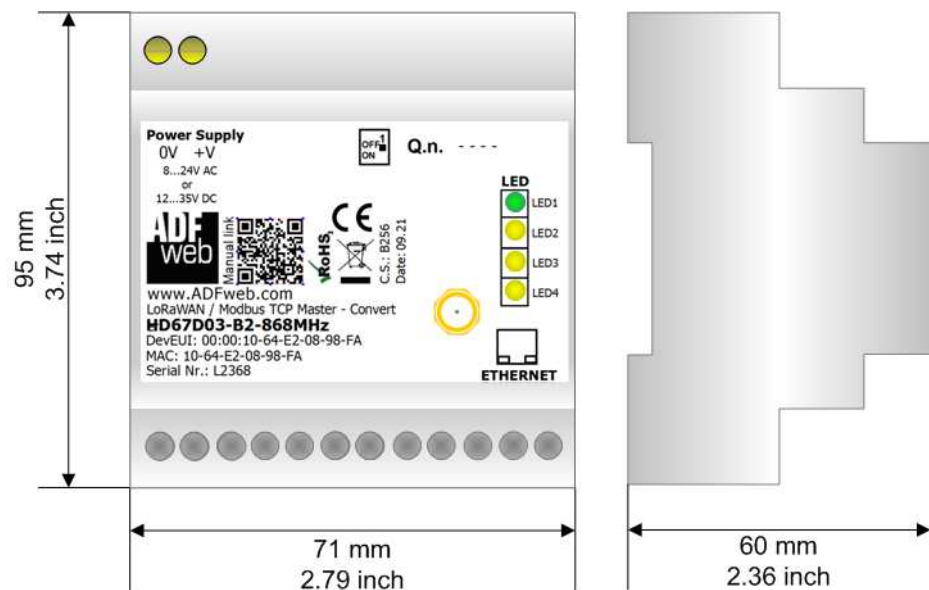 Power Supply
0V +V
8...24V AC
or
12...35V DC
OFF 1
ON
Q.n. ----
LED
LED1
LED2
LED3
LED4
ADF
web
Manual link
RoHS2
CE
C.S.: B256
Date: 09.21
www.ADFweb.com
LoRaWAN / Modbus TCP Master - Convert
HD67D03-B2-868MHz
DevEUI: 00:00:10-64-E2-08-98-FA
MAC: 10-64-E2-08-98-FA
Serial Nr.: L2368
ETHERNET
95 mm
3.74 inch
71 mm
2.79 inch
60 mm
2.36 inch